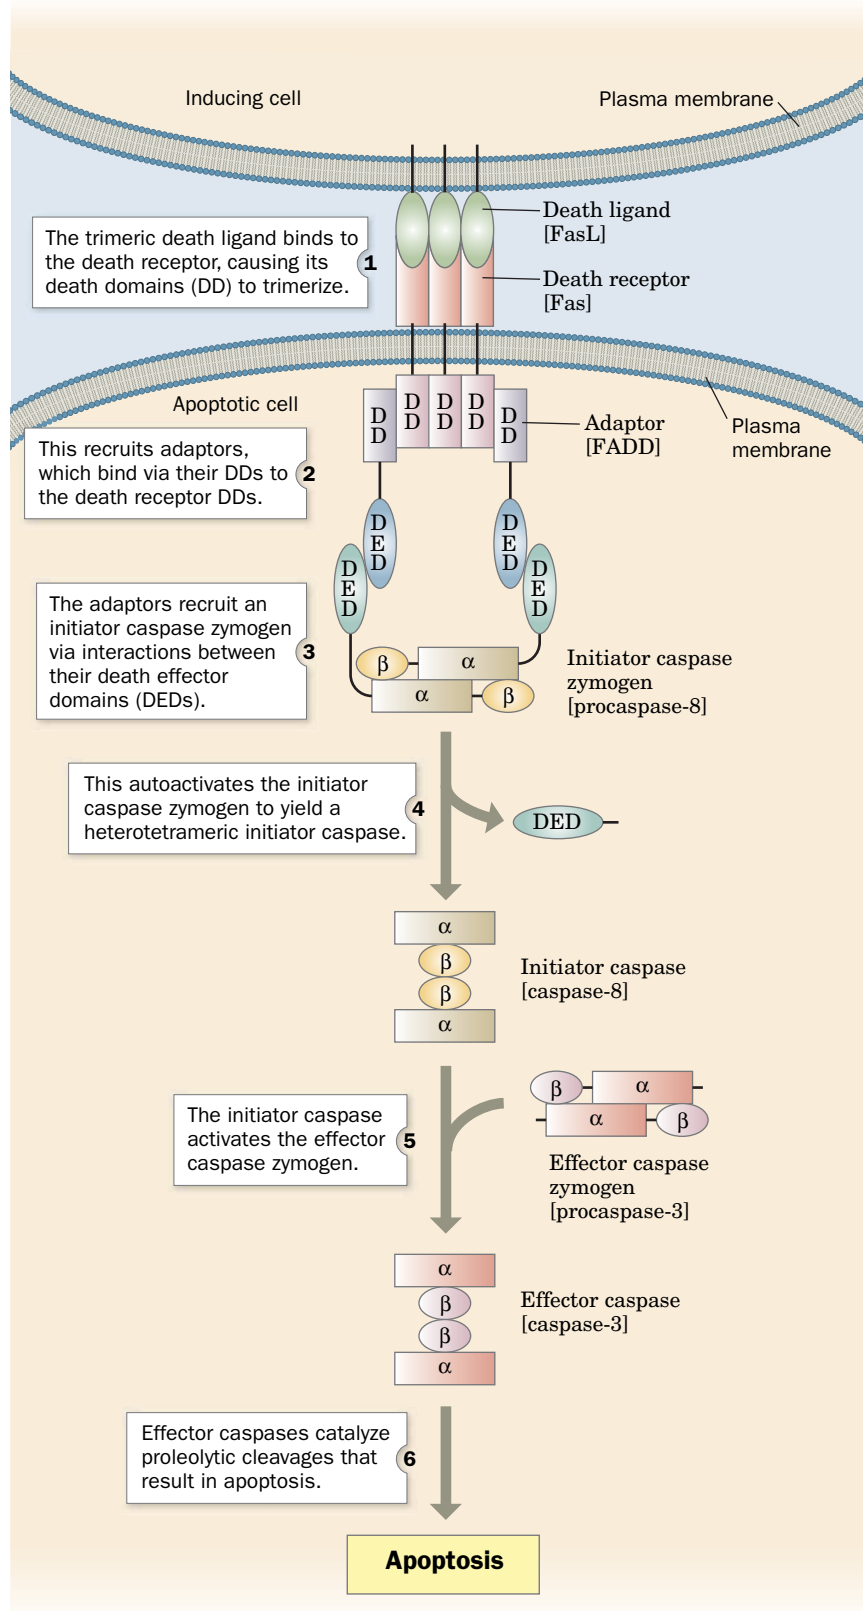 Inducing cell
Plasma membrane
Death ligand
[FasL]
The trimeric death ligand binds to
the death receptor, causing its
death domains (DD) to trimerize.
1
Death receptor
[Fas]
Apoptotic cell
D
D
D
D
D
D
D
D
D
D
Adaptor
[FADD]
Plasma
membrane
This recruits adaptors,
which bind via their DDs to
the death receptor DDs.
2
D
E
D
D
E
D
D
E
D
D
E
D
The adaptors recruit an
initiator caspase zymogen
via interactions between
their death effector
domains (DEDs).
3
β
α
α
β
Initiator caspase
zymogen
[procaspase-8]
This autoactivates the initiator
caspase zymogen to yield a
heterotetrameric initiator caspase.
4
DED
α
β
β
α
Initiator caspase
[caspase-8]
The initiator caspase
activates the effector
caspase zymogen.
5
β
α
α
β
Effector caspase
zymogen
[procaspase-3]
α
β
β
α
Effector caspase
[caspase-3]
Effector caspases catalyze
proleolytic cleavages that
result in apoptosis.
6
Apoptosis